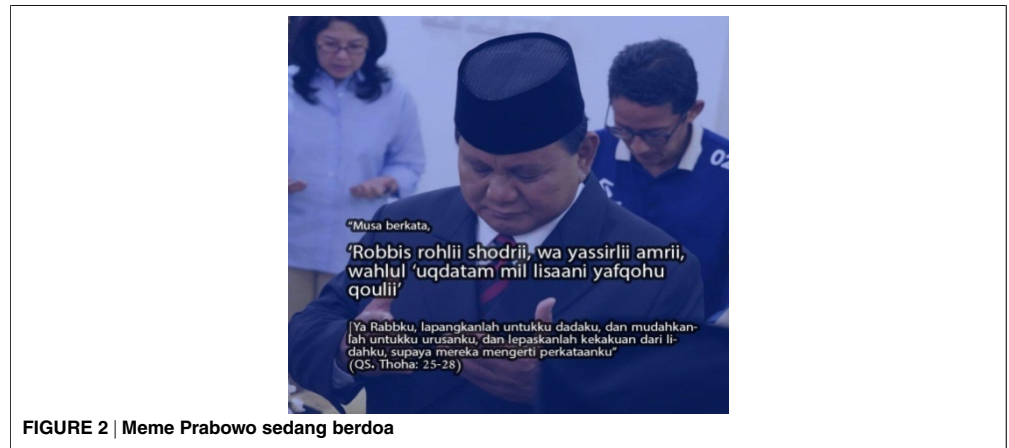 02
“Musa berkata,
‘Robbis rohlii shodrii, wa yassirlii amrii,
wahlul ‘uqdatam mil lisaani yafqohu
qoulii’
[Ya Rabbku, lapangkanlah untukku dadaku, dan mudahkan-
lah untukku urusanku, dan lepaskanlah kekakuan dari li-
dahku, supaya mereka mengerti perkataanku”
(QS. Thoha: 25-28)
FIGURE 2 | Meme Prabowo sedang berdoa